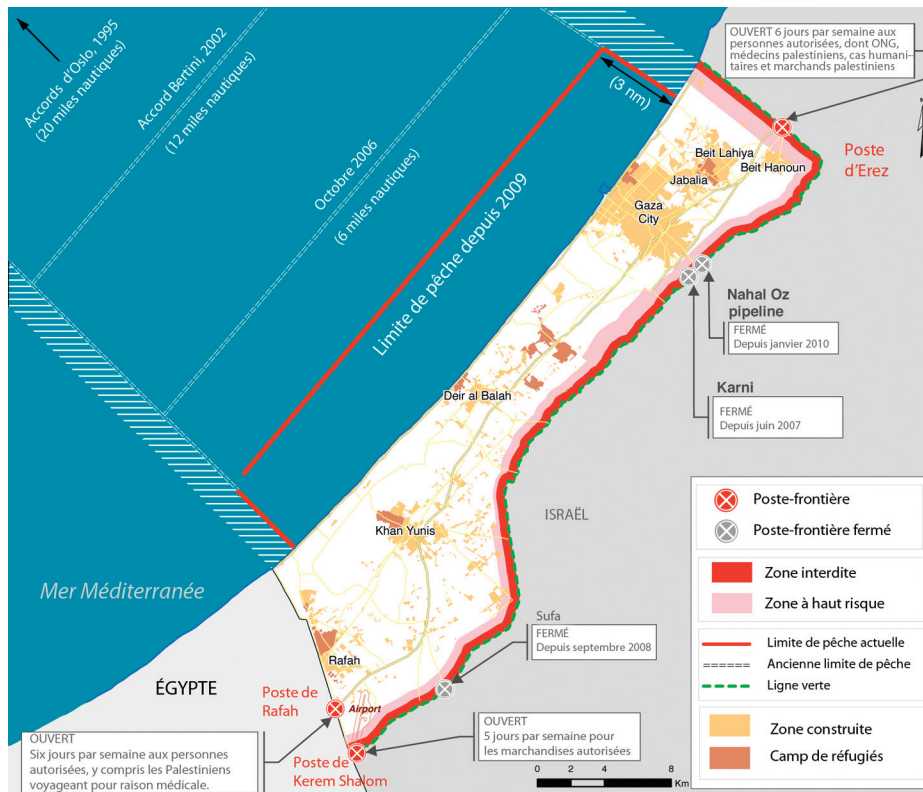 OUVERT 6 jours par semaine aux
personnes autorisées, dont ONG,
médecins palestiniens, cas humani-
taires et marchands palestiniens
Accords d'Oslo, 1995
(20 miles nautiques)
Accord Bertini, 2002
(12 miles nautiques)
Octobre 2006
(6 miles nautiques)
Limite de pêche depuis 2009
(3 nm)
Poste
d'Erez
Beit Lahiya
Beit Hanoun
Jabalia
Gaza
City
Nahal Oz
pipeline
FERMÉ
Depuis janvier 2010
Karni
FERMÉ
Depuis juin 2007
Deir al Balah
Khan Yunis
ISRAËL
Mer Méditerranée
Sufa
FERMÉ
Depuis septembre 2008
Rafah
ÉGYPTE
Poste de
Rafah
Airport
OUVERT
Six jours par semaine aux personnes
autorisées, y compris les Palestiniens
voyageant pour raison médicale.
Poste de
Kerem Shalom
OUVERT
5 jours par semaine pour
les marchandises autorisées
Poste-frontière
Poste-frontière fermé
Zone interdite
Zone à haut risque
Limite de pêche actuelle
Ancienne limite de pêche
Ligne verte
Zone construite
Camp de réfugiés
0 2 4 6 8
Km